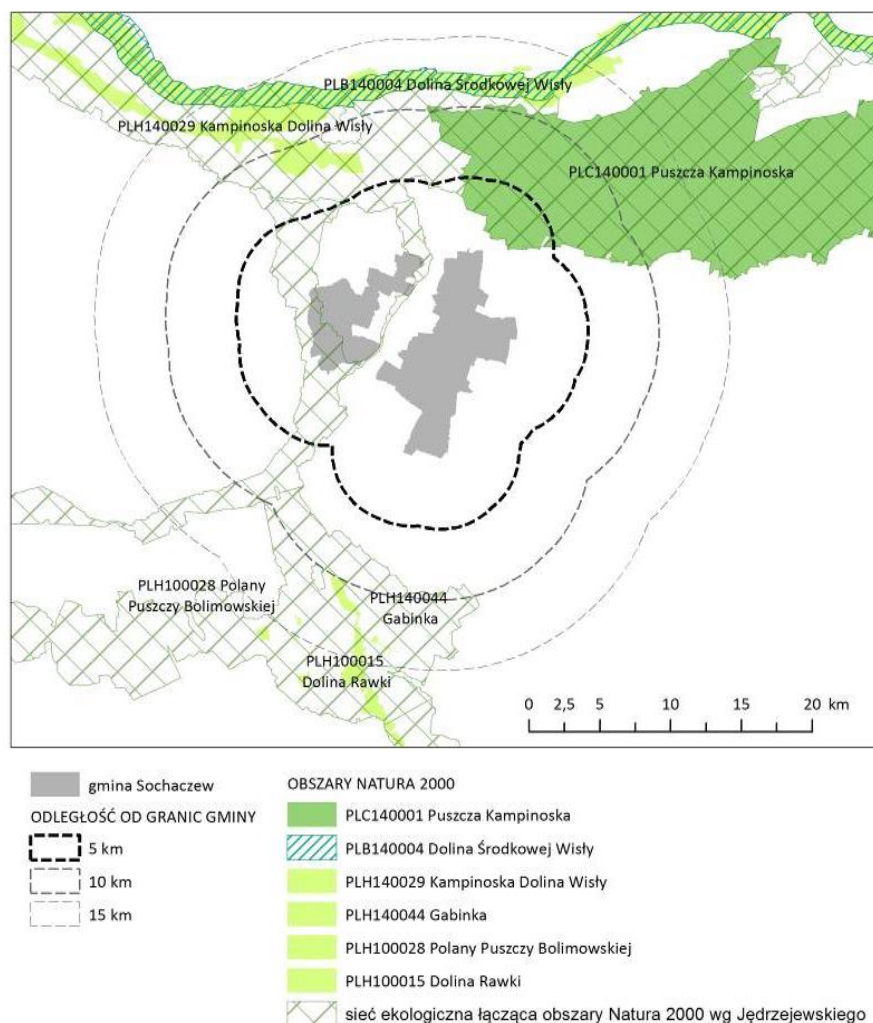 PLB140004 Dolina Środkowej Wisły
PLH140029 Kampinoska Dolina Wisły
PLC140001 Puszcza Kampinoska
PLH100028 Polany
Puszczy Bolimowskiej
PLH140044
Gabinka
PLH100015
Dolina Rawki
0 2,5 5 10 15 20 km
gmina Sochaczew
ODLEGŁOŚĆ OD GRANIC GMINY
5 km
10 km
15 km
OBSZARY NATURA 2000
PLC140001 Puszcza Kampinoska
PLB140004 Dolina Środkowej Wisły
PLH140029 Kampinoska Dolina Wisły
PLH140044 Gabinka
PLH100028 Polany Puszczy Bolimowskiej
PLH100015 Dolina Rawki
sieć ekologiczna łącząca obszary Natura 2000 wg Jędrzejewskiego